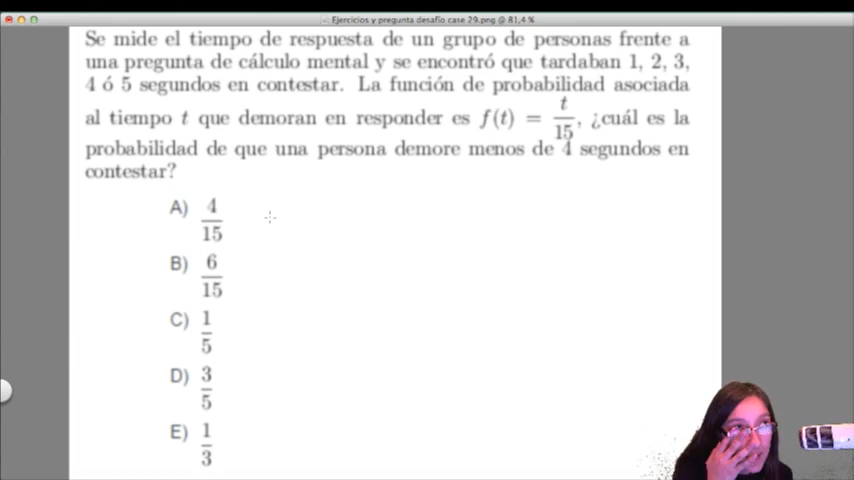 Ejercicios y pregunta desafío case 29.png @ 81,4 %
Se mide el tiempo de respuesta de un grupo de personas frente a
una pregunta de cálculo mental y se encontró que tardaban 1, 2, 3,
4 ó 5 segundos en contestar. La función de probabilidad asociada
al tiempo t que demoran en responder es f(t) = t/15, ¿cuál es la
probabilidad de que una persona demore menos de 4 segundos en
contestar?
A) 4/15
B) 6/15
C) 1/5
D) 3/5
E) 1/3